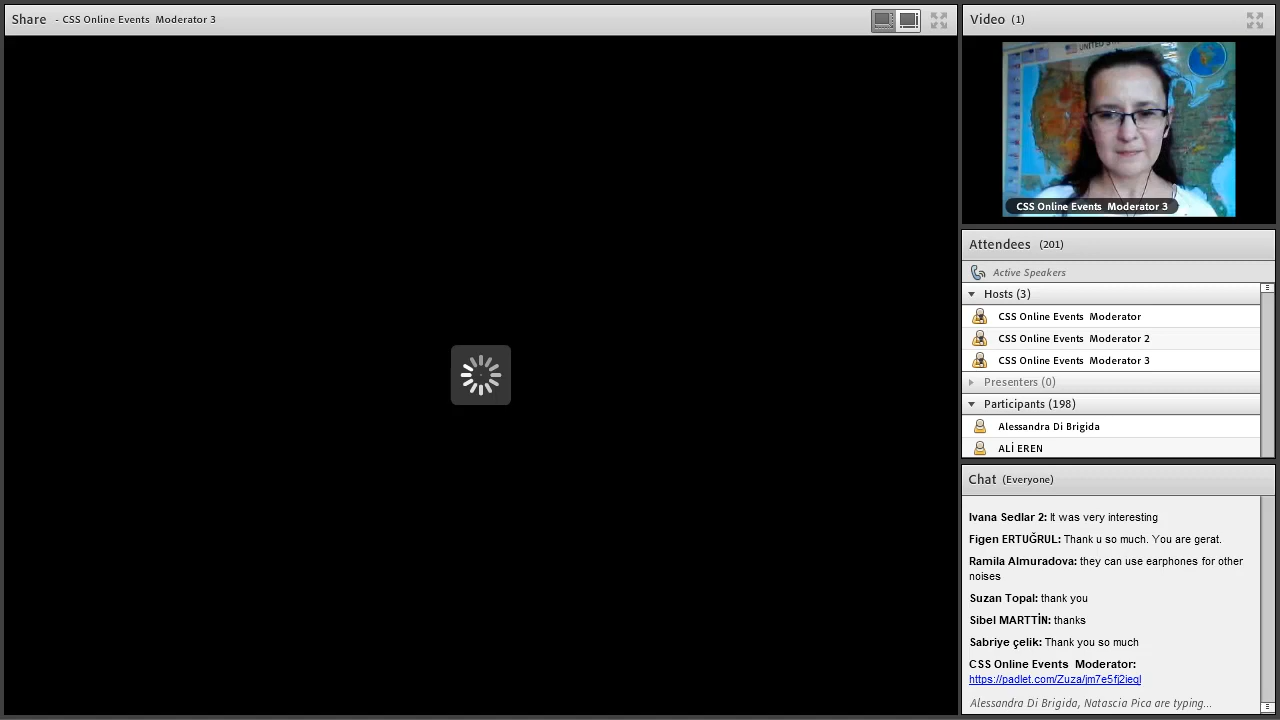 Share - CSS Online Events Moderator 3
Video (1)
UNITED
CSS Online Events Moderator 3
Attendees (201)
Active Speakers
Hosts (3)
CSS Online Events Moderator
CSS Online Events Moderator 2
CSS Online Events Moderator 3
Presenters (0)
Participants (198)
Alessandra Di Brigida
ALİ EREN
Chat (Everyone)
Ivana Sedlar 2: It was very interesting
Figen ERTUĞRUL: Thank u so much. You are gerat.
Ramila Almuradova: they can use earphones for other
noises
Suzan Topal: thank you
Sibel MARTTİN: thanks
Sabriye çelik: Thank you so much
CSS Online Events Moderator:
https://padlet.com/Zuza/jm7e5fj2ieql
Alessandra Di Brigida, Natascia Pica are typing...